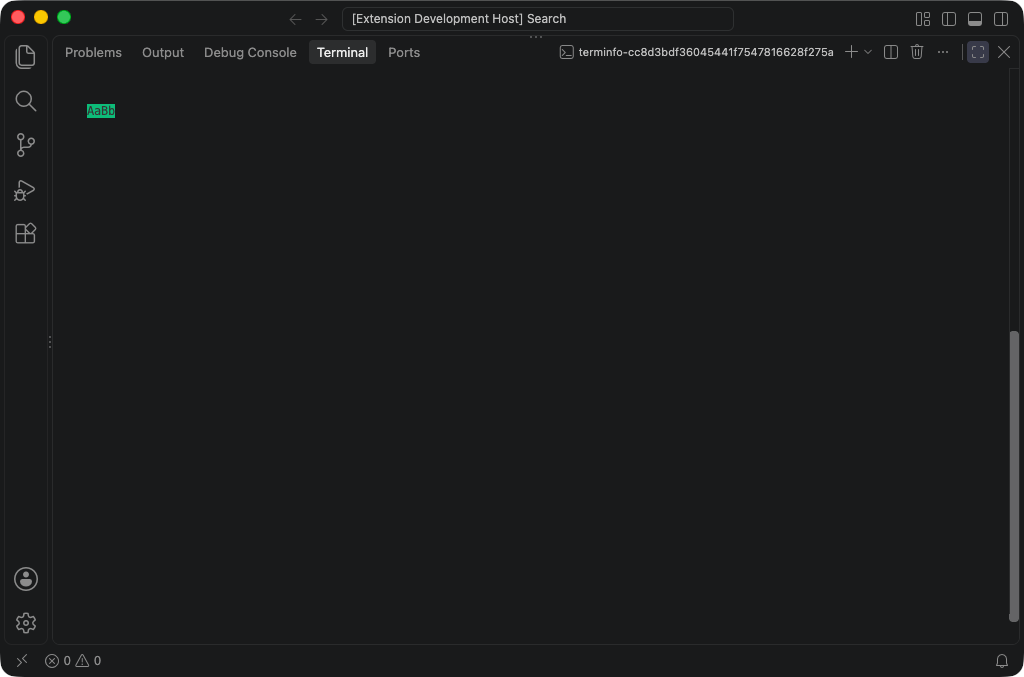 [Extension Development Host] Search
Problems Output Debug Console Terminal Ports terminfo-cc8d3bdf36045441f7547816628f275a
AaBb
0 0